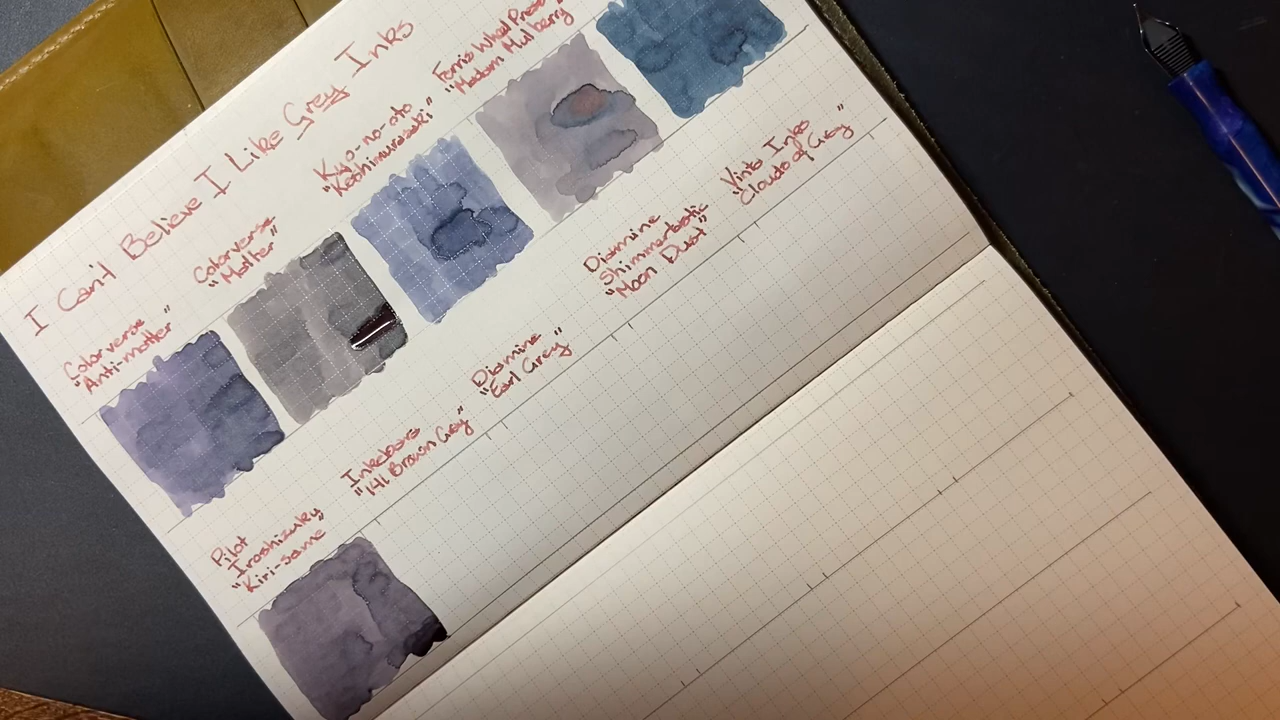 I Can't Believe I Like Grey Inks
Colorverse
"Anti-matter"
Colorverse
"Matter"
Kyo-no-oto
"Keshimurasaki"
Ferris Wheel Press
"Madam Mulberry"
Pilot
"Iroshizuku
Kiri-same"
Inkebara
"141 Brown Grey"
Diamine
"Earl Grey"
Diamine
Shimmertastic
"Moon Dust"
Vinta Inks
"Clouds of Grey"